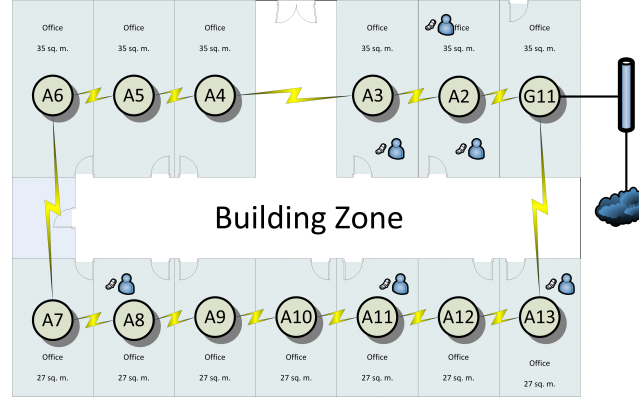 Office Office Office Office Office Office
35 sq. m. 35 sq. m. 35 sq. m. 35 sq. m. 35 sq. m. 35 sq. m.
A6 A5 A4 A3 A2 G11
Building Zone
A7 A8 A9 A10 A11 A12 A13
Office Office Office Office Office Office Office
27 sq. m. 27 sq. m. 27 sq. m. 27 sq. m. 27 sq. m. 27 sq. m. 27 sq. m.